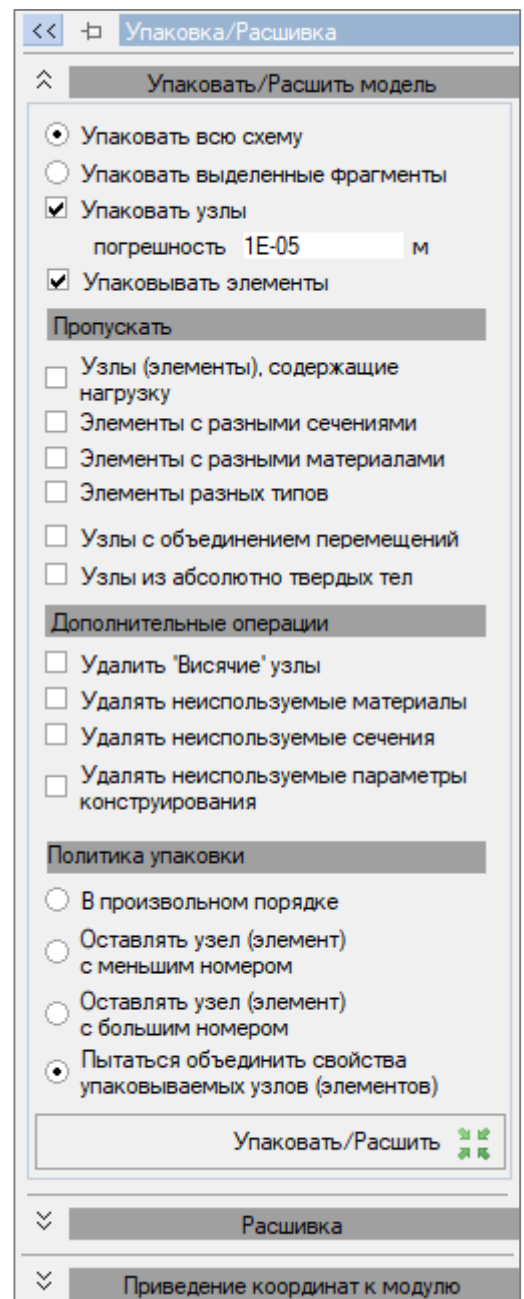 << Упаковка/Расшивка
Упаковать/Расшить модель
Упаковать всю схему
Упаковать выделенные фрагменты
Упаковать узлы
погрешность 1E-05 м
Упаковывать элементы
Пропускать
Узлы (элементы), содержащие
нагрузку
Элементы с разными сечениями
Элементы с разными материалами
Элементы разных типов
Узлы с объединением перемещений
Узлы из абсолютно твердых тел
Дополнительные операции
Удалить 'Висячие' узлы
Удалять неиспользуемые материалы
Удалять неиспользуемые сечения
Удалять неиспользуемые параметры
конструирования
Политика упаковки
В произвольном порядке
Оставлять узел (элемент)
с меньшим номером
Оставлять узел (элемент)
с большим номером
Пытаться объединить свойства
упаковываемых узлов (элементов)
Упаковать/Расшить
Расшивка
Приведение координат к модулю